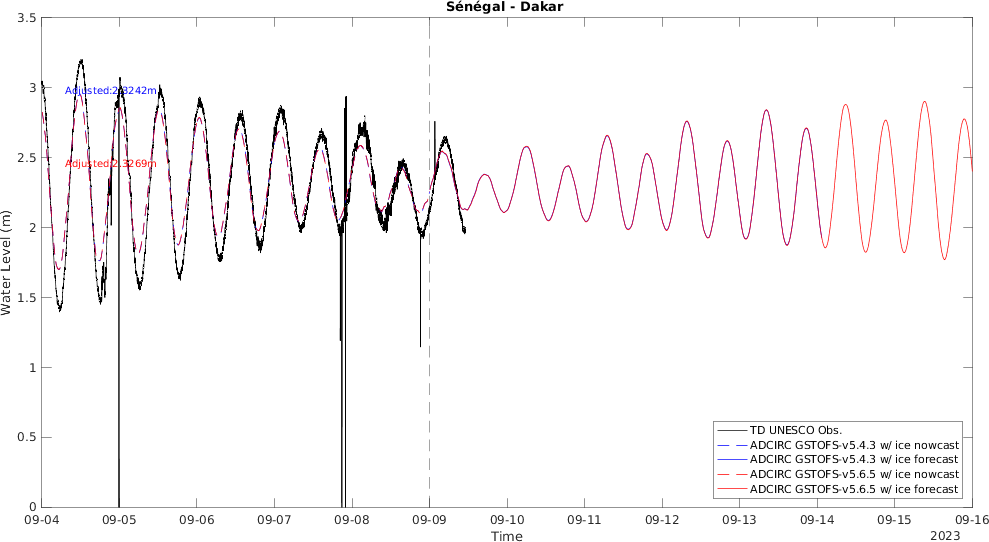 Sénégal - Dakar
3.5
3
2.5
2
1.5
1
0.5
0
Water Level (m)
Adjusted:2.3242m
Adjusted:2.3269m
TD UNESCO Obs.
ADCIRC GSTOFS-v5.4.3 w/ ice nowcast
ADCIRC GSTOFS-v5.4.3 w/ ice forecast
ADCIRC GSTOFS-v5.6.5 w/ ice nowcast
ADCIRC GSTOFS-v5.6.5 w/ ice forecast
09-04 09-05 09-06 09-07 09-08 09-09 09-10 09-11 09-12 09-13 09-14 09-15 09-16
Time
2023